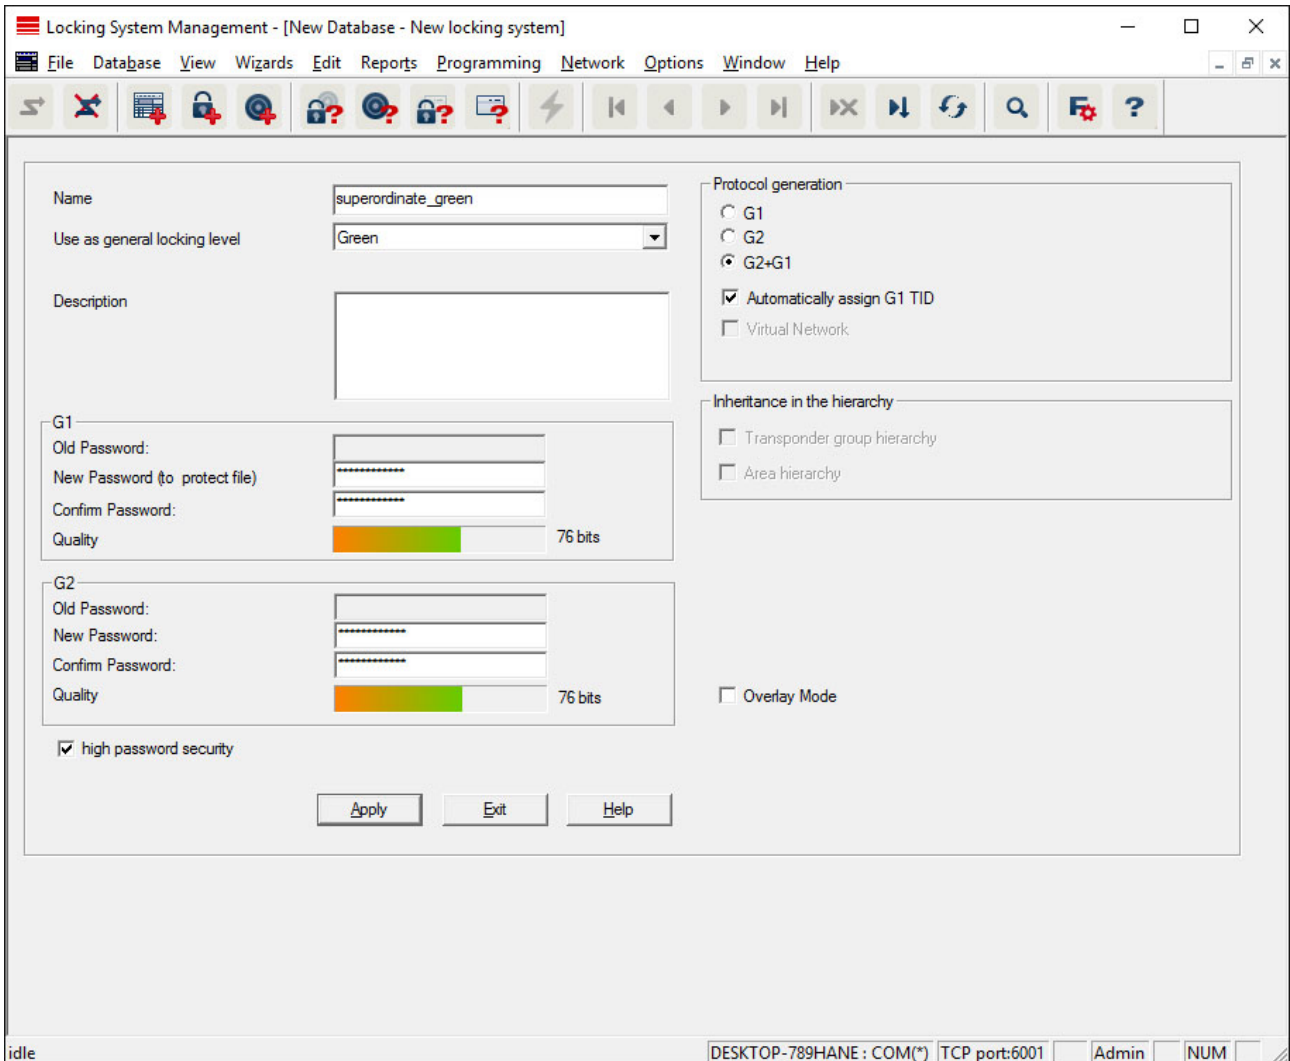 Locking System Management - [New Database - New locking system]
File Database View Wizards Edit Reports Programming Network Options Window Help
Name
superordinate_green
Use as general locking level
Green
Description
G1
Old Password:
New Password (to protect file)
************
Confirm Password:
************
Quality
76 bits
G2
Old Password:
New Password:
************
Confirm Password:
************
Quality
76 bits
high password security
Apply Exit Help
Protocol generation
G1
G2
G2+G1
Automatically assign G1 TID
Virtual Network
Inheritance in the hierarchy
Transponder group hierarchy
Area hierarchy
Overlay Mode
idle
DESKTOP-789HANE : COM(*) TCP port:6001 Admin NUM